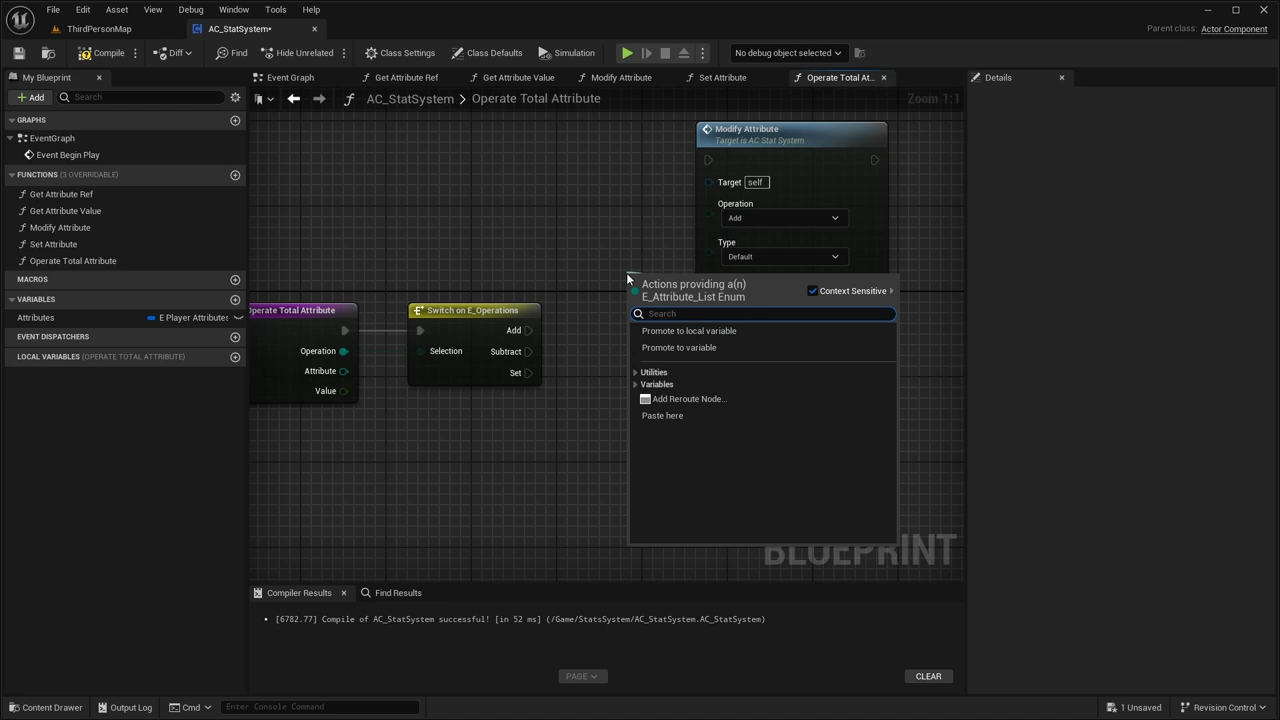 File Edit Asset View Debug Window Tools Help
ThirdPersonMap
AC_StatSystem*
Parent class: Actor Component
Compile
Diff
Find
Hide Unrelated
Class Settings
Class Defaults
Simulation
No debug object selected
My Blueprint
Event Graph
Get Attribute Ref
Get Attribute Value
Modify Attribute
Set Attribute
Operate Total At...
Details
Add
Search
AC_StatSystem > Operate Total Attribute
Zoom 1:1
GRAPHS
EventGraph
Event Begin Play
FUNCTIONS (3 OVERRIDABLE)
Get Attribute Ref
Get Attribute Value
Modify Attribute
Set Attribute
Operate Total Attribute
MACROS
VARIABLES
Attributes
E Player Attributes
EVENT DISPATCHERS
LOCAL VARIABLES (OPERATE TOTAL ATTRIBUTE)
Modify Attribute
Target is AC Stat System
Target self
Operation
Add
Type
Default
Operate Total Attribute
Operation
Attribute
Value
Switch on E_Operations
Add
Selection
Subtract
Set
Actions providing a(n)
E_Attribute_List Enum
Context Sensitive
Search
Promote to local variable
Promote to variable
Utilities
Variables
Add Reroute Node...
Paste here
BLUEPRINT
Compiler Results
Find Results
[6782.77] Compile of AC_StatSystem successful! [in 52 ms] (/Game/StatsSystem/AC_StatSystem.AC_StatSystem)
PAGE
CLEAR
Content Drawer
Output Log
Cmd
Enter Console Command
1 Unsaved
Revision Control